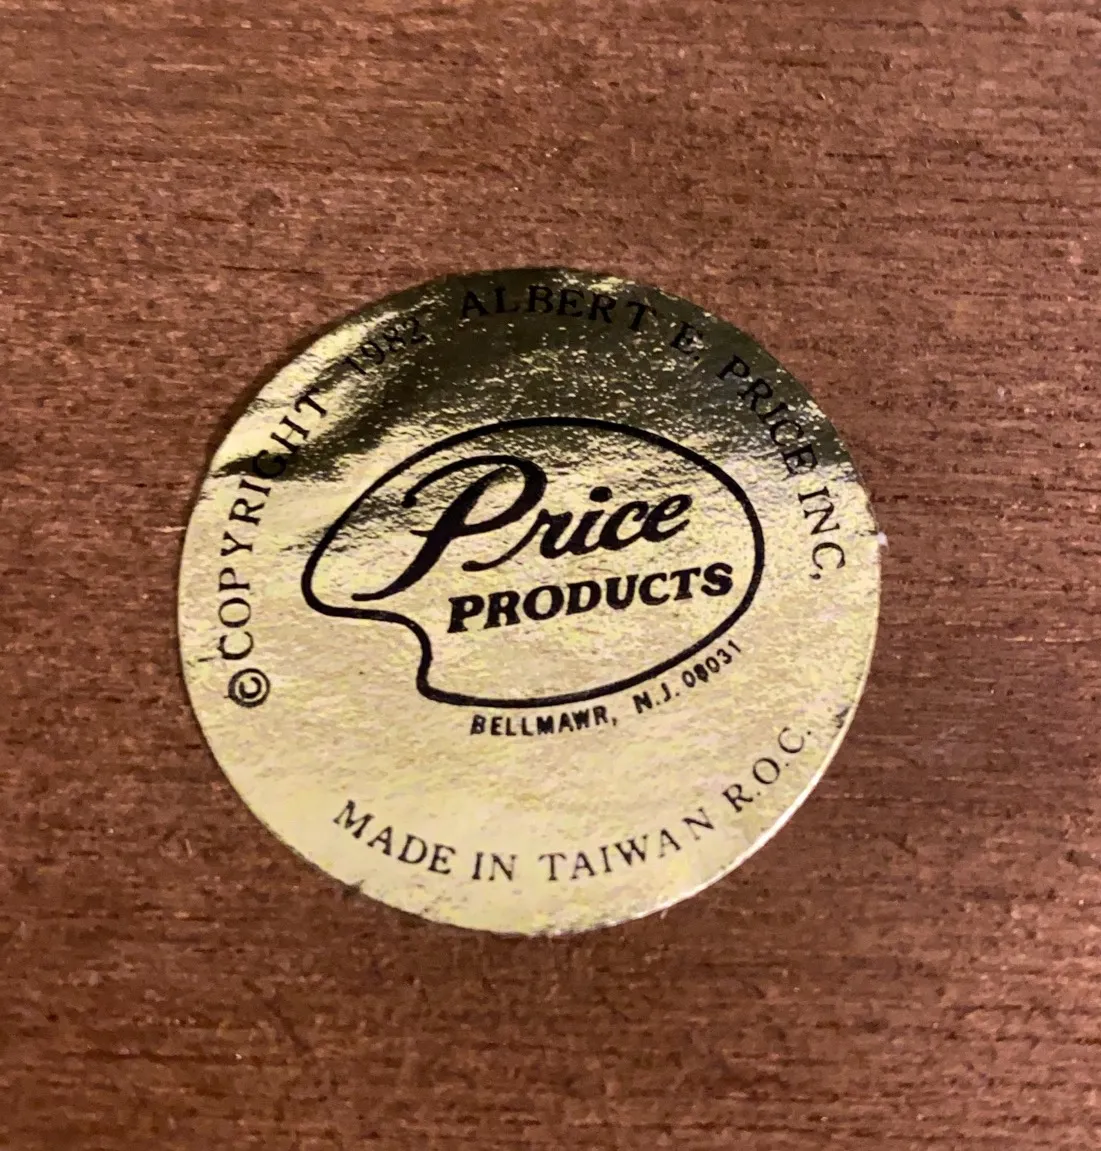 © COPYRIGHT 1982 ALBERT E. PRICE INC,
Price
PRODUCTS
BELLMAWR, N.J. 08031
MADE IN TAIWAN R.O.C.